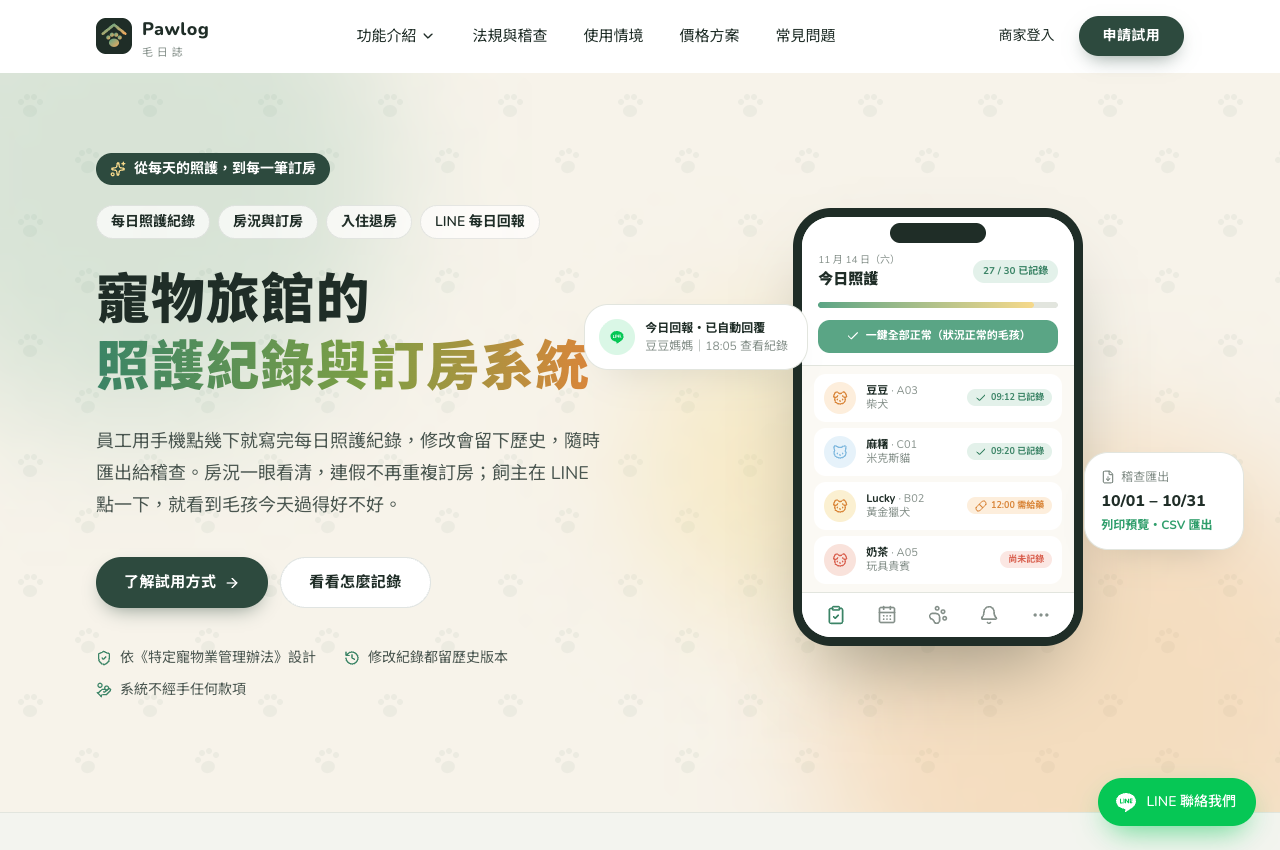 Pawlog
毛日誌
功能介紹
法規與稽查
使用情境
價格方案
常見問題
商家登入
申請試用
從每天的照護，到每一筆訂房
每日照護紀錄
房況與訂房
入住退房
LINE 每日回報
寵物旅館的
照護紀錄與訂房系統
員工用手機點幾下就寫完每日照護紀錄，修改會留下歷史，隨時
匯出給稽查。房況一眼看清，連假不再重複訂房；飼主在 LINE
點一下，就看到毛孩今天過得好不好。
了解試用方式
看看怎麼記錄
依《特定寵物業管理辦法》設計
修改紀錄都留歷史版本
系統不經手任何款項
今日回報・已自動回覆
豆豆媽媽｜18:05 查看紀錄
11 月 14 日（六）
今日照護
27 / 30 已記錄
一鍵全部正常（狀況正常的毛孩）
豆豆 · A03
柴犬
09:12 已記錄
麻糬 · C01
米克斯貓
09:20 已記錄
Lucky · B02
黃金獵犬
12:00 需給藥
奶茶 · A05
玩具貴賓
尚未記錄
稽查匯出
10/01 – 10/31
列印預覽・CSV 匯出
LINE 聯絡我們